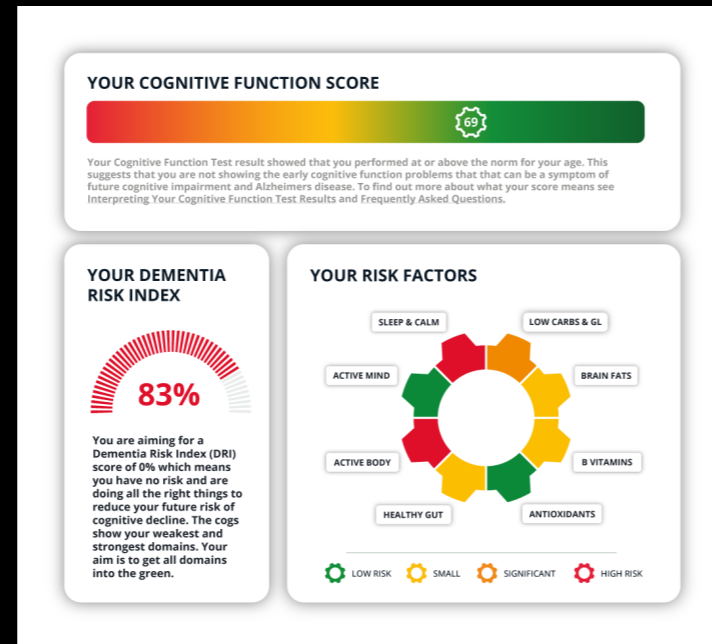 YOUR COGNITIVE FUNCTION SCORE
69
Your Cognitive Function Test result showed that you performed at or above the norm for your age. This
suggests that you are not showing the early cognitive function problems that that can be a symptom of
future cognitive impairment and Alzheimers disease. To find out more about what your score means see
Interpreting Your Cognitive Function Test Results and Frequently Asked Questions.
YOUR DEMENTIA
RISK INDEX
83%
You are aiming for a
Dementia Risk Index (DRI)
score of 0% which means
you have no risk and are
doing all the right things to
reduce your future risk of
cognitive decline. The cogs
show your weakest and
strongest domains. Your
aim is to get all domains
into the green.
YOUR RISK FACTORS
SLEEP & CALM
LOW CARBS & GL
ACTIVE MIND
BRAIN FATS
ACTIVE BODY
B VITAMINS
HEALTHY GUT
ANTIOXIDANTS
LOW RISK
SMALL
SIGNIFICANT
HIGH RISK